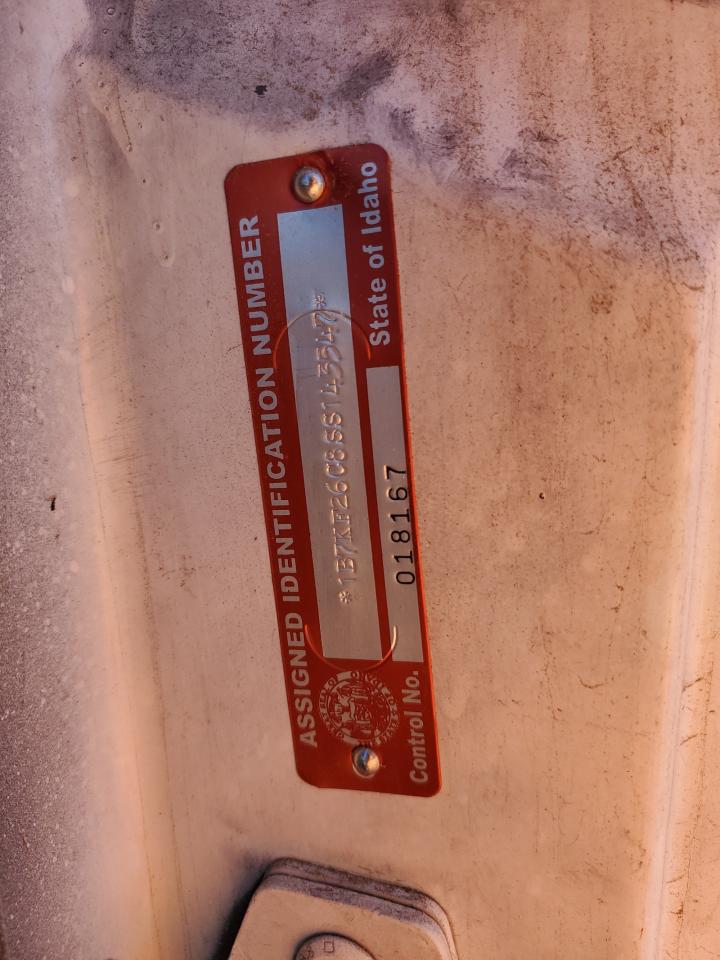 ASSIGNED IDENTIFICATION NUMBER
*1B7KF26C8SS143547*
Control No. 018167 State of Idaho